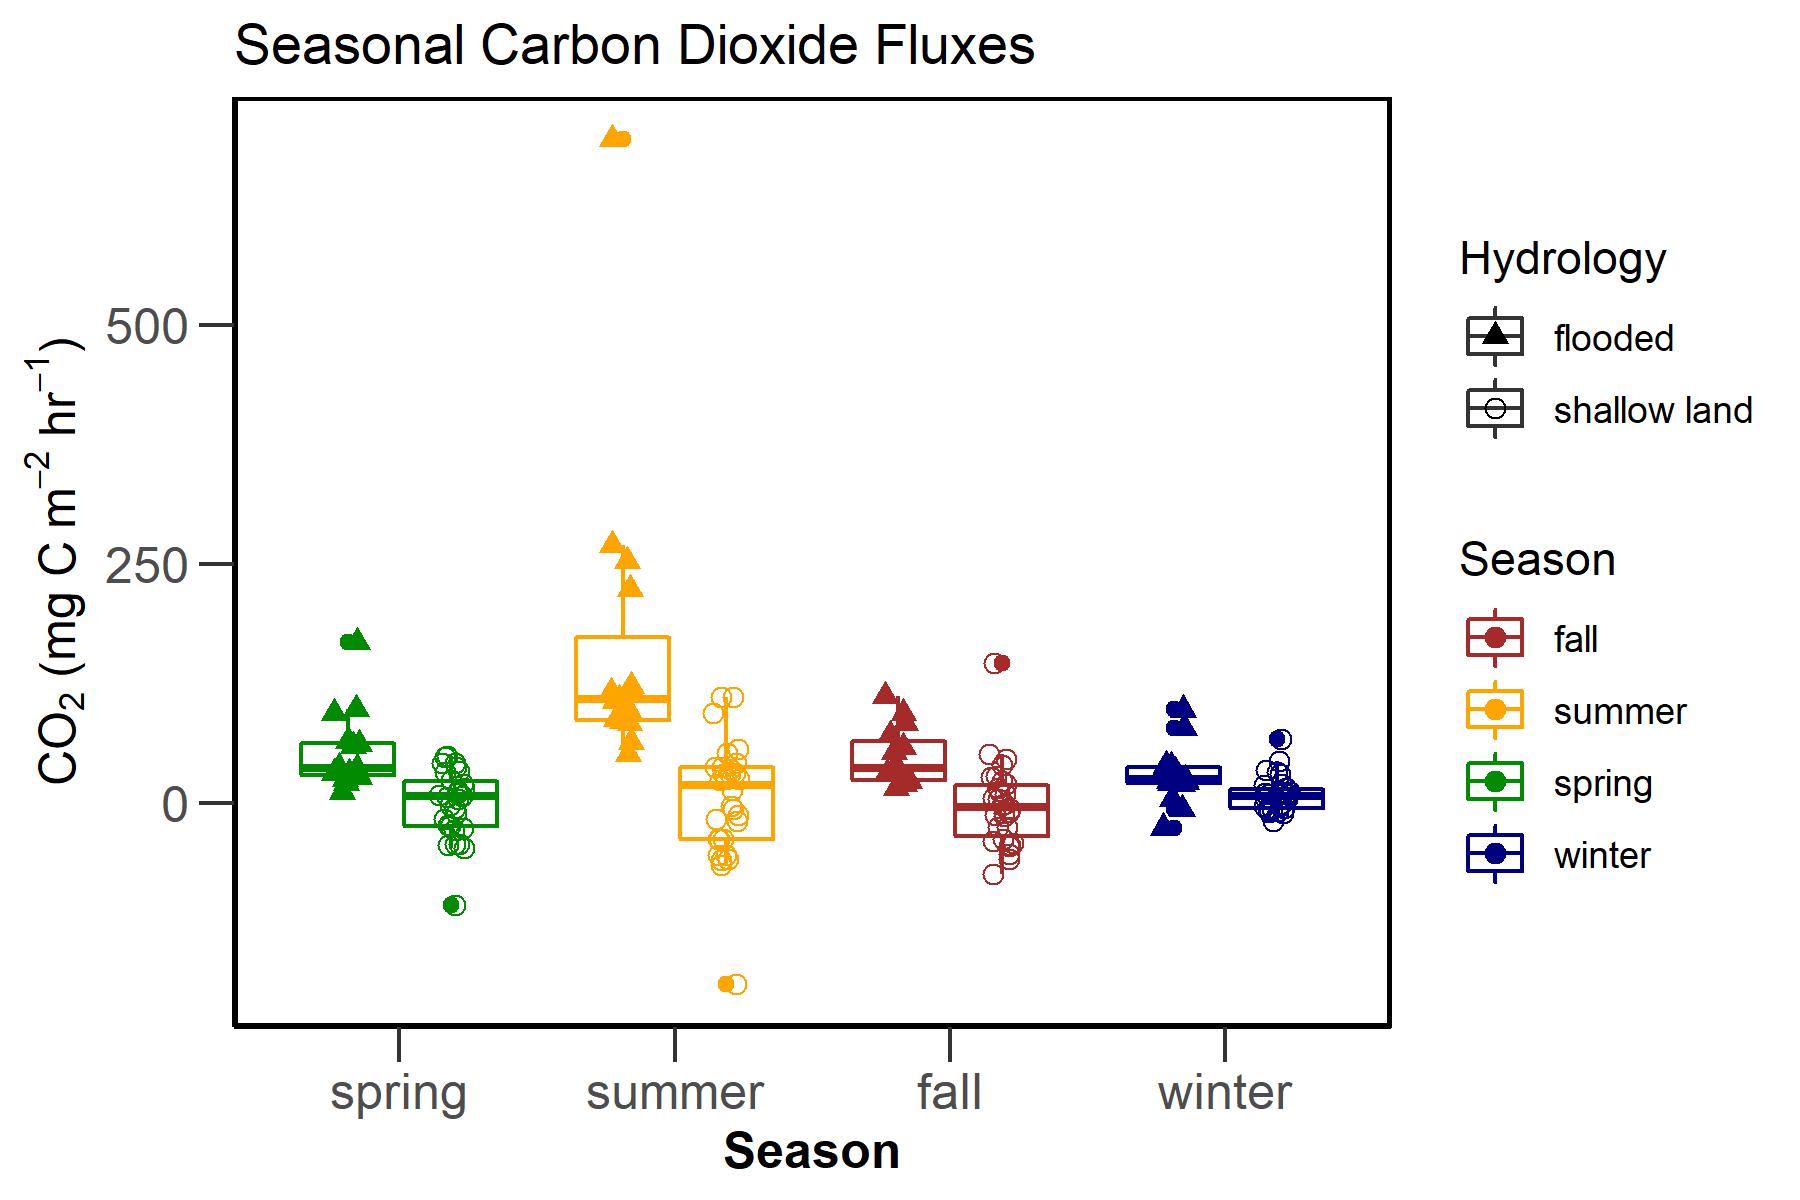 Seasonal Carbon Dioxide Fluxes
CO₂ (mg C m⁻² hr⁻¹)
500
250
0
spring summer fall winter
Season
Hydrology
flooded
shallow land
Season
fall
summer
spring
winter